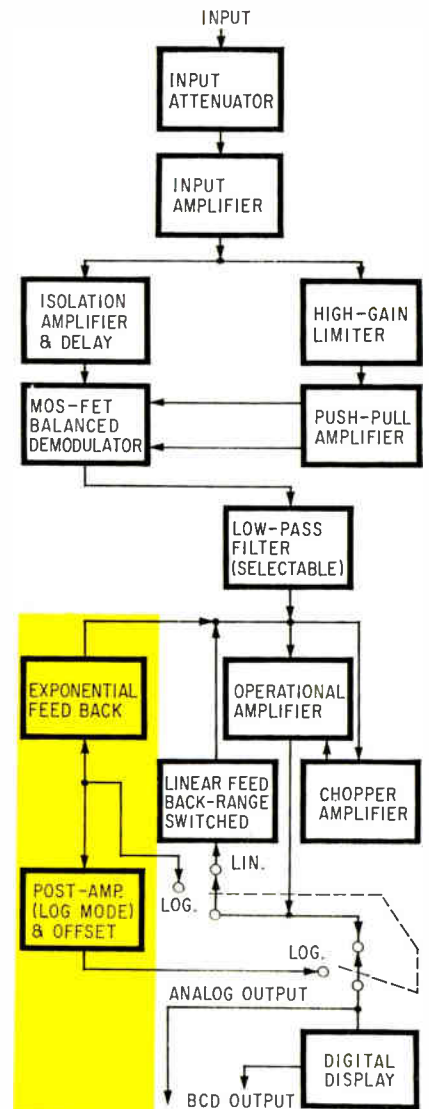 INPUT
INPUT
ATTENUATOR
INPUT
AMPLIFIER
ISOLATION
AMPLIFIER
& DELAY
HIGH-GAIN
LIMITER
MOS-FET
BALANCED
DEMODULATOR
PUSH-PULL
AMPLIFIER
LOW-PASS
FILTER
(SELECTABLE)
EXPONENTIAL
FEED BACK
OPERATIONAL
AMPLIFIER
LINEAR FEED
BACK-RANGE
SWITCHED
CHOPPER
AMPLIFIER
LIN.
LOG.
POST-AMP.
(LOG MODE)
& OFFSET
LOG.
ANALOG OUTPUT
DIGITAL
DISPLAY
BCD OUTPUT